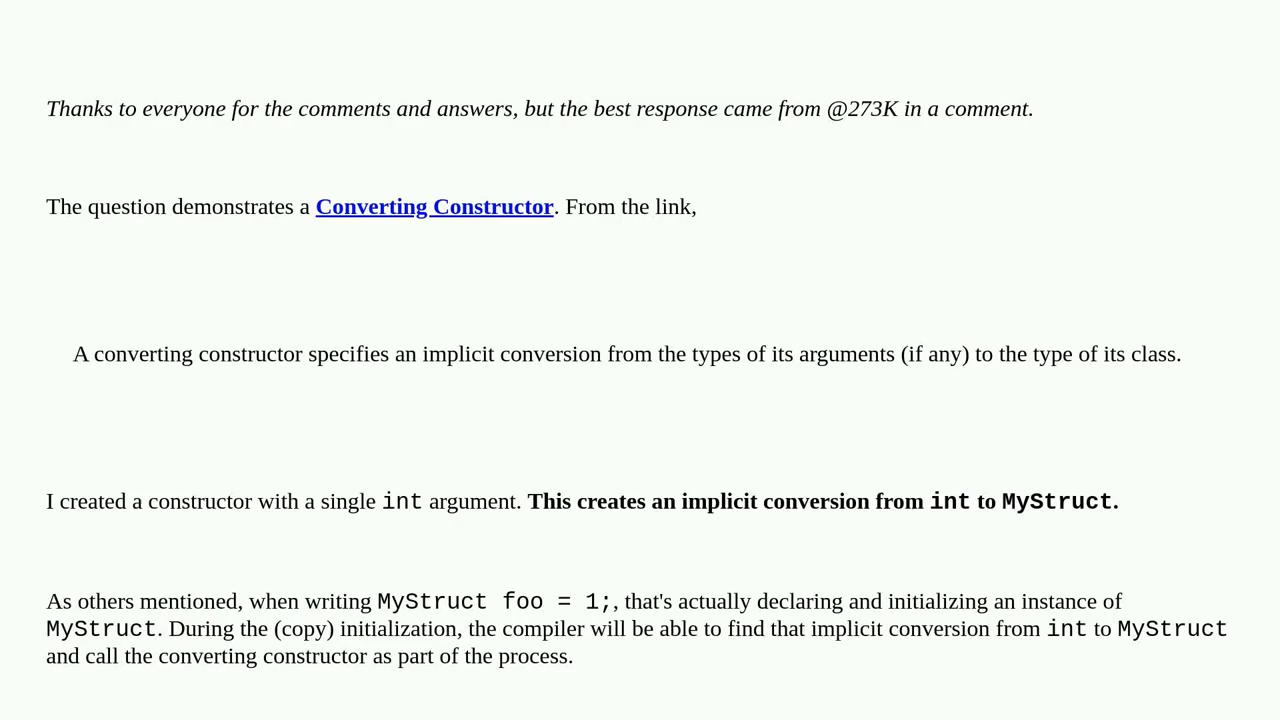 Thanks to everyone for the comments and answers, but the best response came from @273K in a comment.
The question demonstrates a Converting Constructor. From the link,
A converting constructor specifies an implicit conversion from the types of its arguments (if any) to the type of its class.
I created a constructor with a single int argument. This creates an implicit conversion from int to MyStruct.
As others mentioned, when writing MyStruct foo = 1;, that's actually declaring and initializing an instance of
MyStruct. During the (copy) initialization, the compiler will be able to find that implicit conversion from int to MyStruct
and call the converting constructor as part of the process.